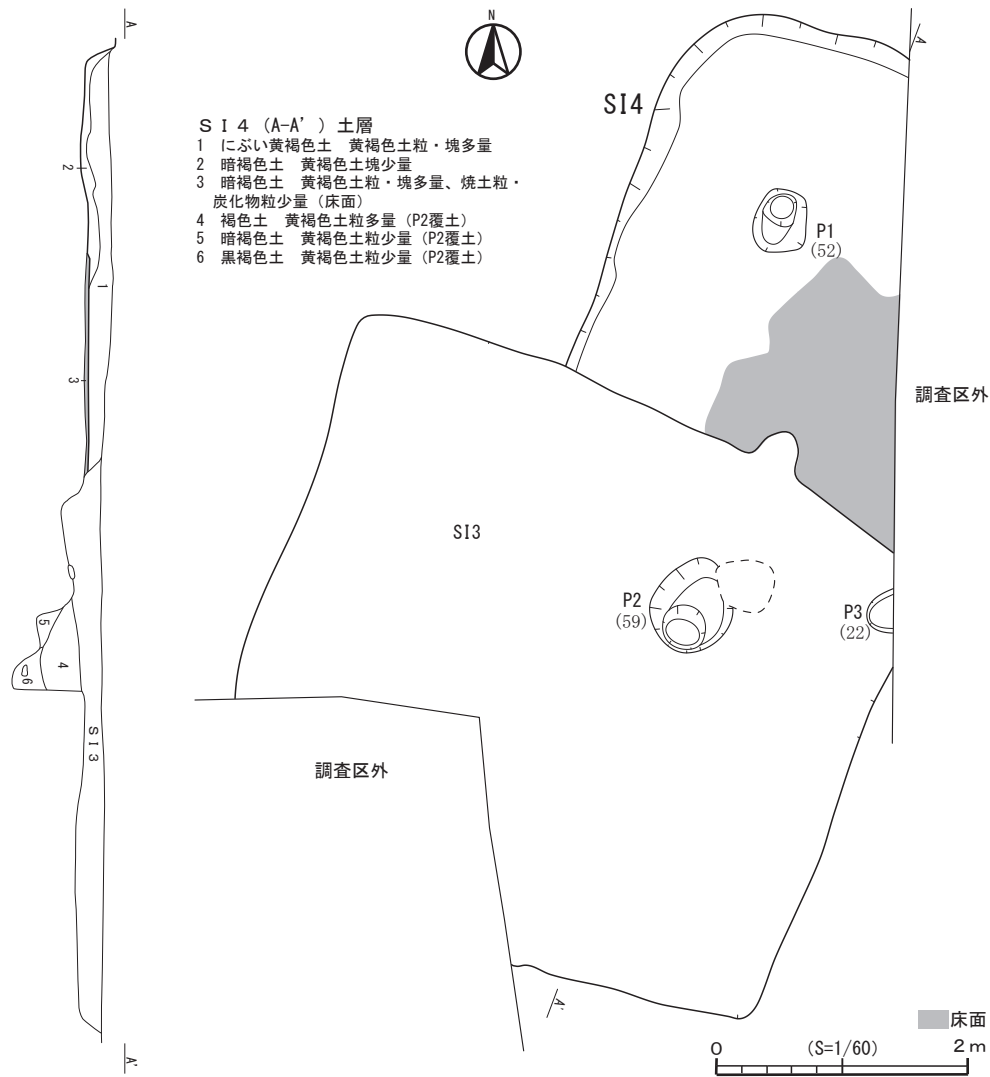 A
N
A
SI4
ＳＩ４（A-A'）土層
1 にぶい黄褐色土 黄褐色土粒・塊多量
2 暗褐色土 黄褐色土塊少量
3 暗褐色土 黄褐色土粒・塊多量、焼土粒・
炭化物粒少量（床面）
4 褐色土 黄褐色土粒多量（P2覆土）
5 暗褐色土 黄褐色土粒少量（P2覆土）
6 黒褐色土 黄褐色土粒少量（P2覆土）
2
P1
(52)
1
3
調査区外
SI3
P2
(59)
P3
(22)
5
4
6
ＳＩ３
調査区外
A'
床面
0 (S=1/60) 2m
A'